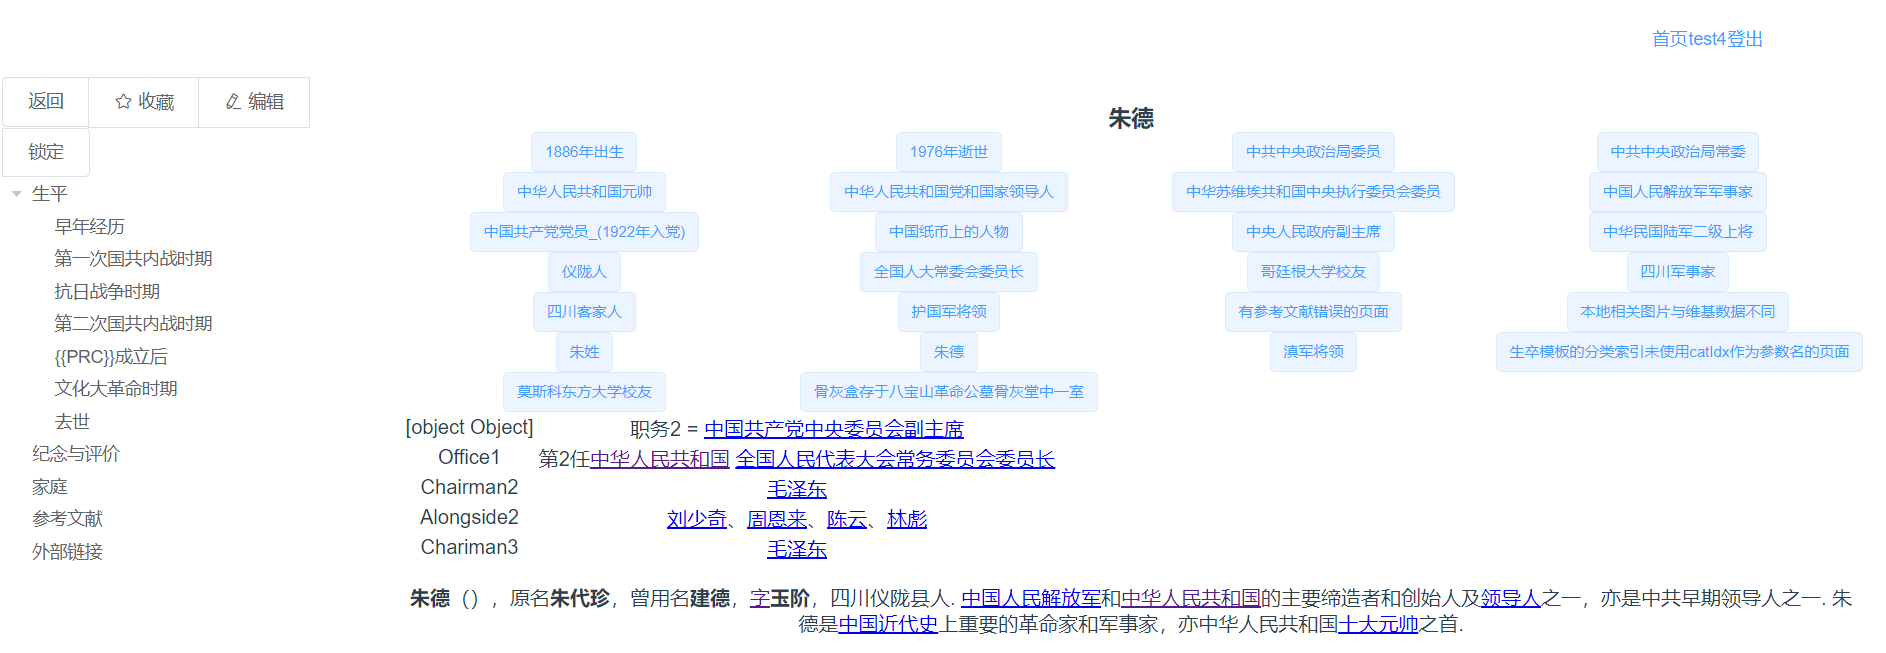 首页test4登出
返回 收藏 编辑
锁定
生平
早年经历
第一次国共内战时期
抗日战争时期
第二次国共内战时期
{{PRC}}成立后
文化大革命时期
去世
纪念与评价
家庭
参考文献
外部链接
朱德
1886年出生 1976年逝世 中共中央政治局委员 中共中央政治局常委
中华人民共和国元帅 中华人民共和国党和国家领导人 中华苏维埃共和国中央执行委员会委员 中国人民解放军军事家
中国共产党党员_(1922年入党) 中国纸币上的人物 中央人民政府副主席 中华民国陆军二级上将
仪陇人 全国人大常委会委员长 哥廷根大学校友 四川军事家
四川客家人 护国军将领 有参考文献错误的页面 本地相关图片与维基数据不同
朱姓 朱德 滇军将领 生卒模板的分类索引未使用catIdx作为参数名的页面
莫斯科东方大学校友 骨灰盒存于八宝山革命公墓骨灰堂中一室
[object Object] 职务2 = 中国共产党中央委员会副主席
Office1 第2任中华人民共和国 全国人民代表大会常务委员会委员长
Chairman2 毛泽东
Alongside2 刘少奇、周恩来、陈云、林彪
Chariman3 毛泽东
朱德（），原名朱代珍，曾用名建德，字玉阶，四川仪陇县人. 中国人民解放军和中华人民共和国的主要缔造者和创始人及领导人之一，亦是中共早期领导人之一. 朱
德是中国近代史上重要的革命家和军事家，亦中华人民共和国十大元帅之首.